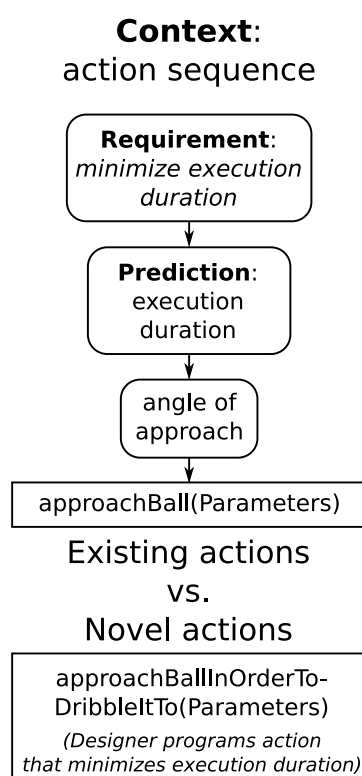 Context:
action sequence
Requirement:
minimize execution
duration
Prediction:
execution
duration
angle of
approach
approachBall(Parameters)
Existing actions
vs.
Novel actions
approachBallInOrderTo-
DribbleItTo(Parameters)
(Designer programs action
that minimizes execution duration)